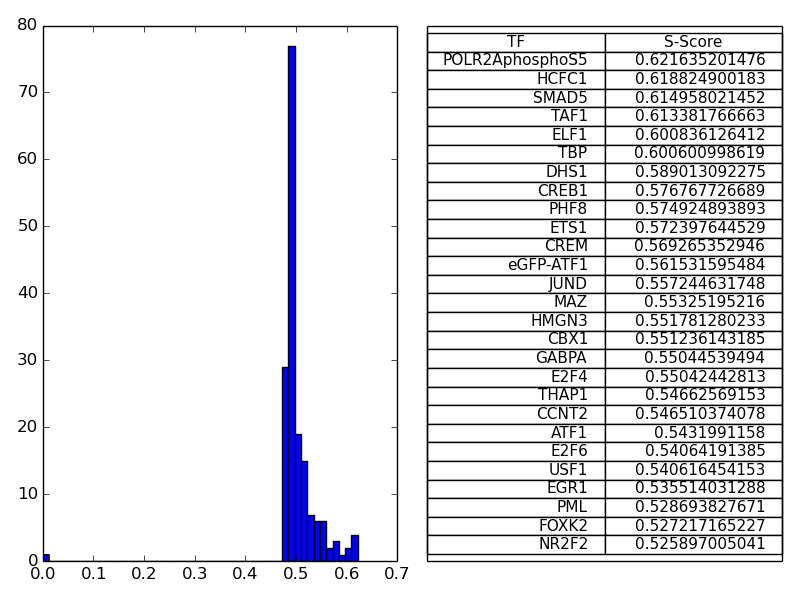 80
70
60
50
40
30
20
10
0
0.0 0.1 0.2 0.3 0.4 0.5 0.6 0.7
TF S-Score
POLR2AphosphoS5 0.621635201476
HCFC1 0.618824900183
SMAD5 0.614958021452
TAF1 0.613381766663
ELF1 0.600836126412
TBP 0.600600998619
DHS1 0.589013092275
CREB1 0.576767726689
PHF8 0.574924893893
ETS1 0.572397644529
CREM 0.569265352946
eGFP-ATF1 0.561531595484
JUND 0.557244631748
MAZ 0.55325195216
HMGN3 0.551781280233
CBX1 0.551236143185
GABPA 0.55044539494
E2F4 0.55042442813
THAP1 0.54662569153
CCNT2 0.546510374078
ATF1 0.5431991158
E2F6 0.54064191385
USF1 0.540616454153
EGR1 0.535514031288
PML 0.528693827671
FOXK2 0.527217165227
NR2F2 0.525897005041